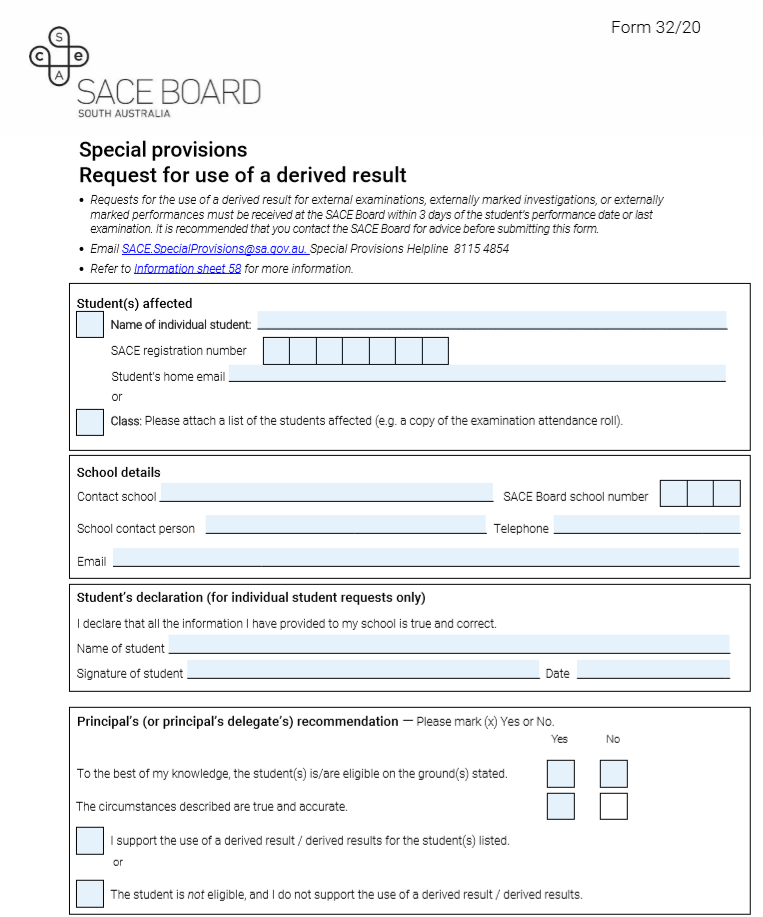 Form 32/20
S
C e
A
SACE BOARD
SOUTH AUSTRALIA
Special provisions
Request for use of a derived result
• Requests for the use of a derived result for external examinations, externally marked investigations, or externally
marked performances must be received at the SACE Board within 3 days of the student's performance date or last
examination. It is recommended that you contact the SACE Board for advice before submitting this form.
• Email SACE.SpecialProvisions@sa.gov.au. Special Provisions Helpline 8115 4854
• Refer to Information sheet 58 for more information.
Student(s) affected
Name of individual student:
SACE registration number
Student's home email
or
Class: Please attach a list of the students affected (e.g. a copy of the examination attendance roll).
School details
Contact school SACE Board school number
School contact person Telephone
Email
Student's declaration (for individual student requests only)
I declare that all the information I have provided to my school is true and correct.
Name of student
Signature of student Date
Principal's (or principal's delegate's) recommendation — Please mark (x) Yes or No.
Yes No
To the best of my knowledge, the student(s) is/are eligible on the ground(s) stated.
The circumstances described are true and accurate.
I support the use of a derived result / derived results for the student(s) listed.
or
The student is not eligible, and I do not support the use of a derived result / derived results.